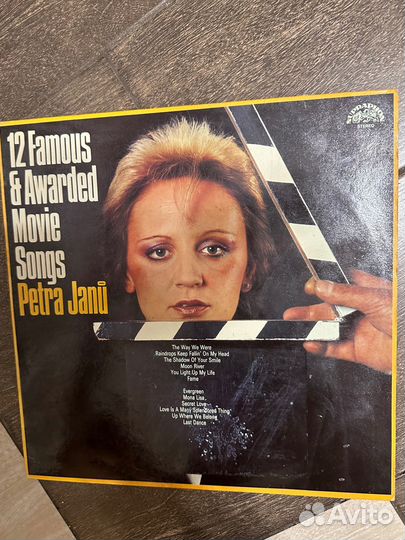 SUPRAPHON
STEREO
12 Famous
& Awarded
Movie
Songs
Petra Janů
The Way We Were
Raindrops Keep Fallin' On My Head
The Shadow Of Your Smile
Moon River
You Light Up My Life
Fame
Evergreen
Mona Lisa
Secret Love
Love Is A Many Splendored Thing
Up Where We Belong
Last Dance
Avito